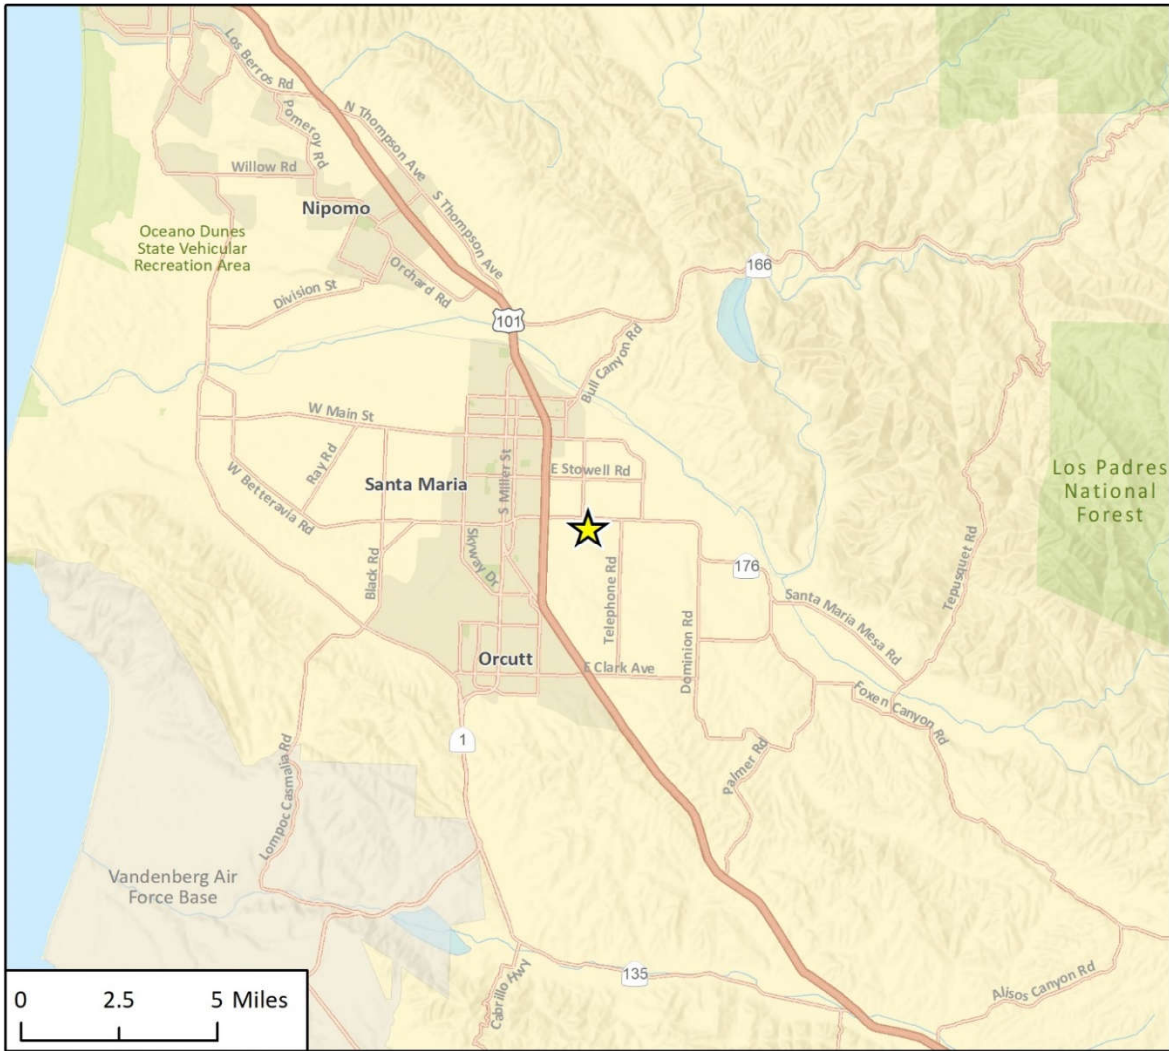 Los Berros Rd
Pomeroy Rd
N Thompson Ave
Willow Rd
Nipomo
S Thompson Ave
Oceano Dunes
State Vehicular
Recreation Area
Orchard Rd
Division St
166
101
Bull Canyon Rd
W Main St
Ray Rd
E Stowell Rd
Santa Maria
S Miller St
W Betteravia Rd
Los Padres
National
Forest
Skyway Dr
Black Rd
Telephone Rd
176
Tepusquet Rd
Santa Maria Mesa Rd
Dominion Rd
Orcutt
E Clark Ave
Foxen Canyon Rd
1
Palmer Rd
Lompoc Casmalia Rd
Vandenberg Air
Force Base
135
Cabrillo Hwy
Alisos Canyon Rd
0 2.5 5 Miles